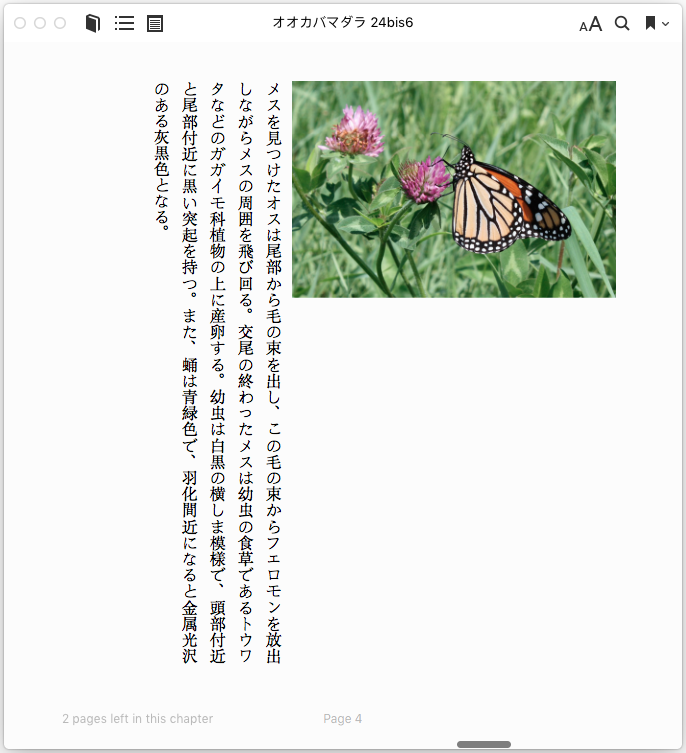 オオカバマダラ 24bis6
AA
メスを見つけたオスは尾部から毛の束を出し、この毛の束からフェロモンを放出
しながらメスの周囲を飛び回る。交尾の終わったメスは幼虫の食草であるトウワ
タなどのガガイモ科植物の上に産卵する。幼虫は白黒の横しま模様で、頭部付近
と尾部付近に黒い突起を持つ。また、蛹は青緑色で、羽化間近になると金属光沢
のある灰黒色となる。
2 pages left in this chapter
Page 4